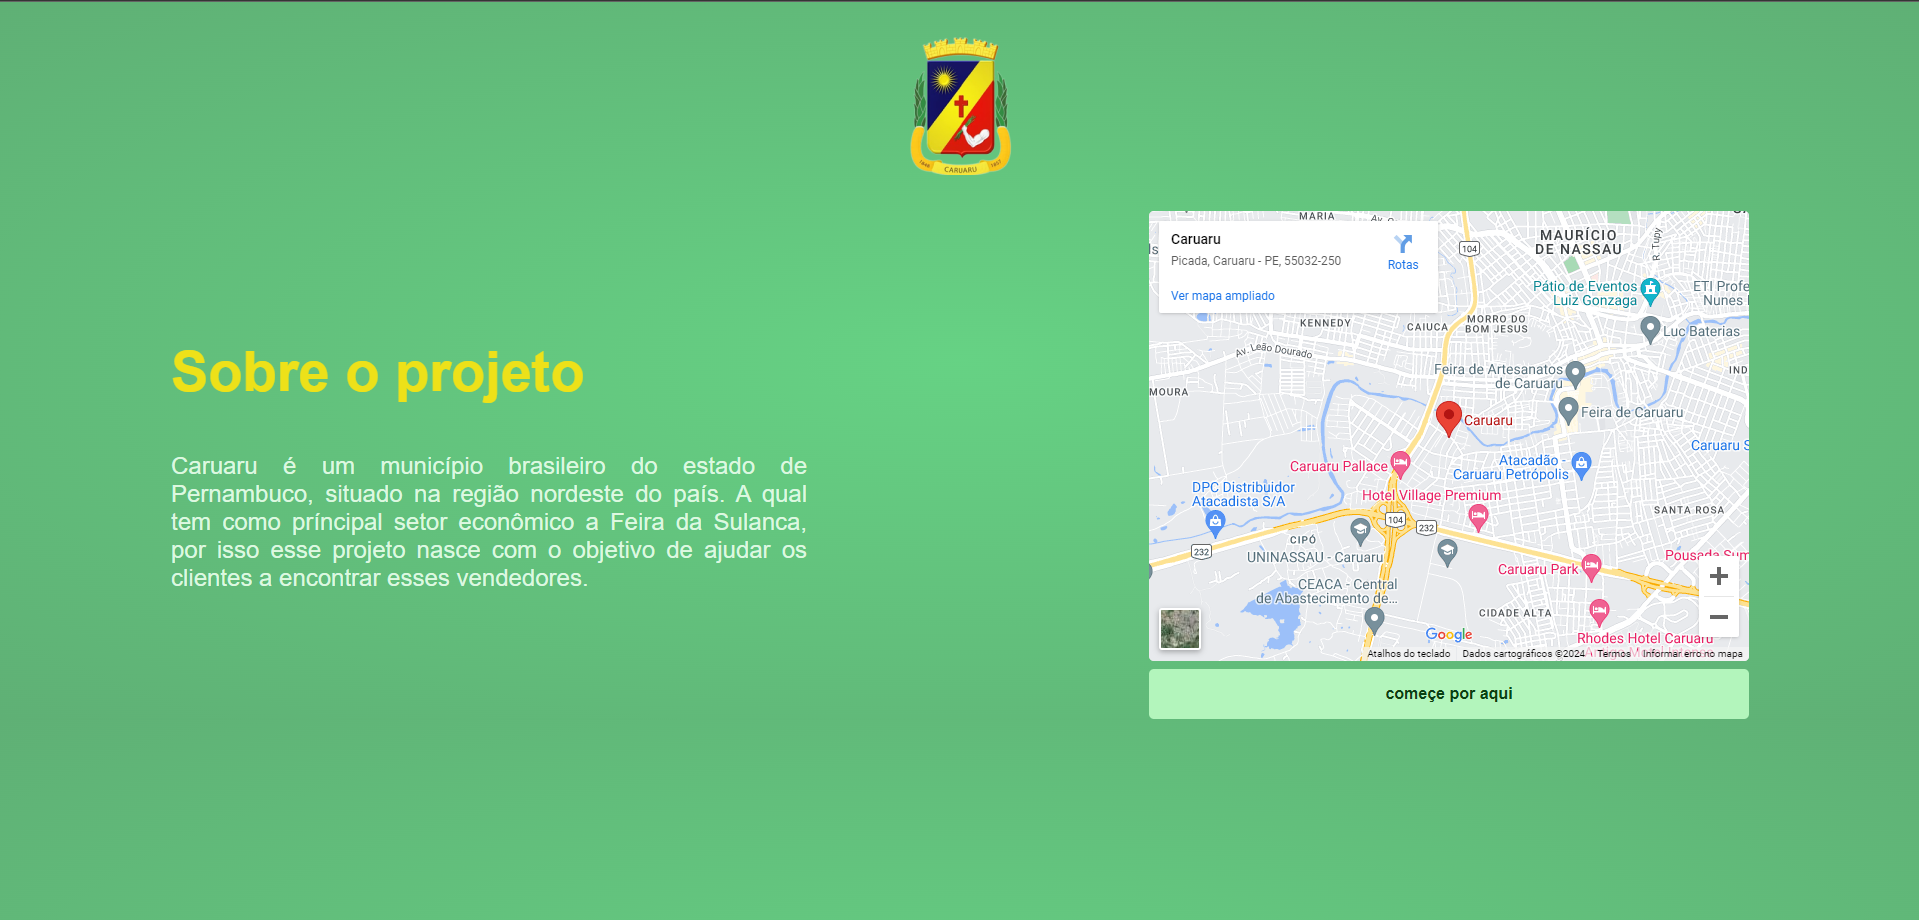 CARUARU
Sobre o projeto
Caruaru é um município brasileiro do estado de
Pernambuco, situado na região nordeste do país. A qual
tem como príncipal setor econômico a Feira da Sulanca,
por isso esse projeto nasce com o objetivo de ajudar os
clientes a encontrar esses vendedores.
MARIA
Caruaru
Picada, Caruaru - PE, 55032-250
Rotas
Ver mapa ampliado
104
MAURÍCIO
DE NASSAU
R. Tupy
Pátio de Eventos
Luiz Gonzaga
ETI Profe
Nunes
KENNEDY
CAIUCA
MORRO DO
BOM JESUS
Luc Baterias
Av. Leão Dourado
Feira de Artesanatos
de Caruaru
IND
MOURA
Caruaru
Feira de Caruaru
Caruaru S
Caruaru Pallace
Atacadão -
Caruaru Petrópolis
DPC Distribuidor
Atacadista S/A
Hotel Village Premium
SANTA ROSA
104
232
CIPÓ
232
UNINASSAU - Caruaru
Pousada Sum
Caruaru Park
CEACA - Central
de Abastecimento de...
CIDADE ALTA
Google
Rhodes Hotel Caruaru
Atalhos do teclado
Dados cartográficos ©2024
Termos
Informar erro no mapa
começe por aqui